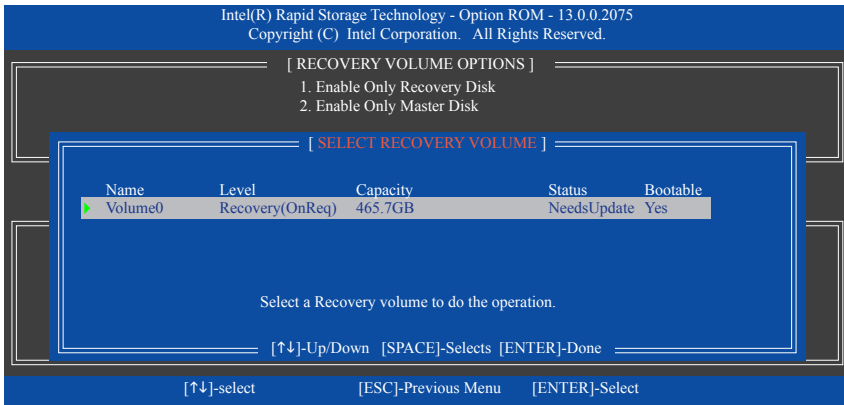 Intel(R) Rapid Storage Technology - Option ROM - 13.0.0.2075
Copyright (C) Intel Corporation. All Rights Reserved.
[ RECOVERY VOLUME OPTIONS ]
1. Enable Only Recovery Disk
2. Enable Only Master Disk
[ SELECT RECOVERY VOLUME ]
Name Level Capacity Status Bootable
Volume0 Recovery(OnReq) 465.7GB NeedsUpdate Yes
Select a Recovery volume to do the operation.
[↑↓]-Up/Down [SPACE]-Selects [ENTER]-Done
[↑↓]-select [ESC]-Previous Menu [ENTER]-Select